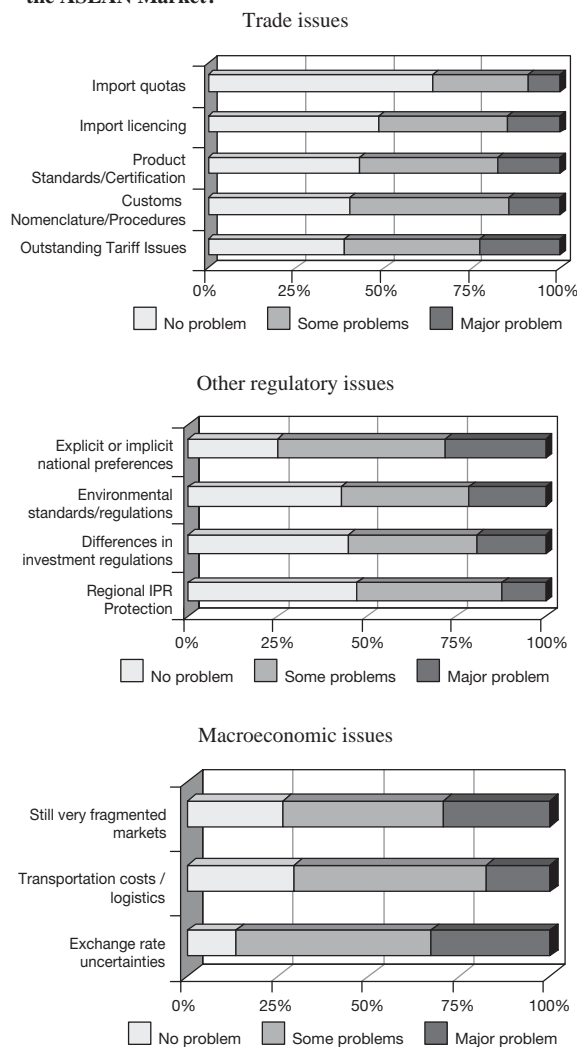 the ASEAN Market?
Trade issues
Import quotas
Import licencing
Product
Standards/Certification
Customs
Nomenclature/Procedures
Outstanding Tariff Issues
0% 25% 50% 75% 100%
No problem Some problems Major problem
Other regulatory issues
Explicit or implicit
national preferences
Environmental
standards/regulations
Differences in
investment regulations
Regional IPR
Protection
0% 25% 50% 75% 100%
No problem Some problems Major problem
Macroeconomic issues
Still very fragmented
markets
Transportation costs /
logistics
Exchange rate
uncertainties
0% 25% 50% 75% 100%
No problem Some problems Major problem